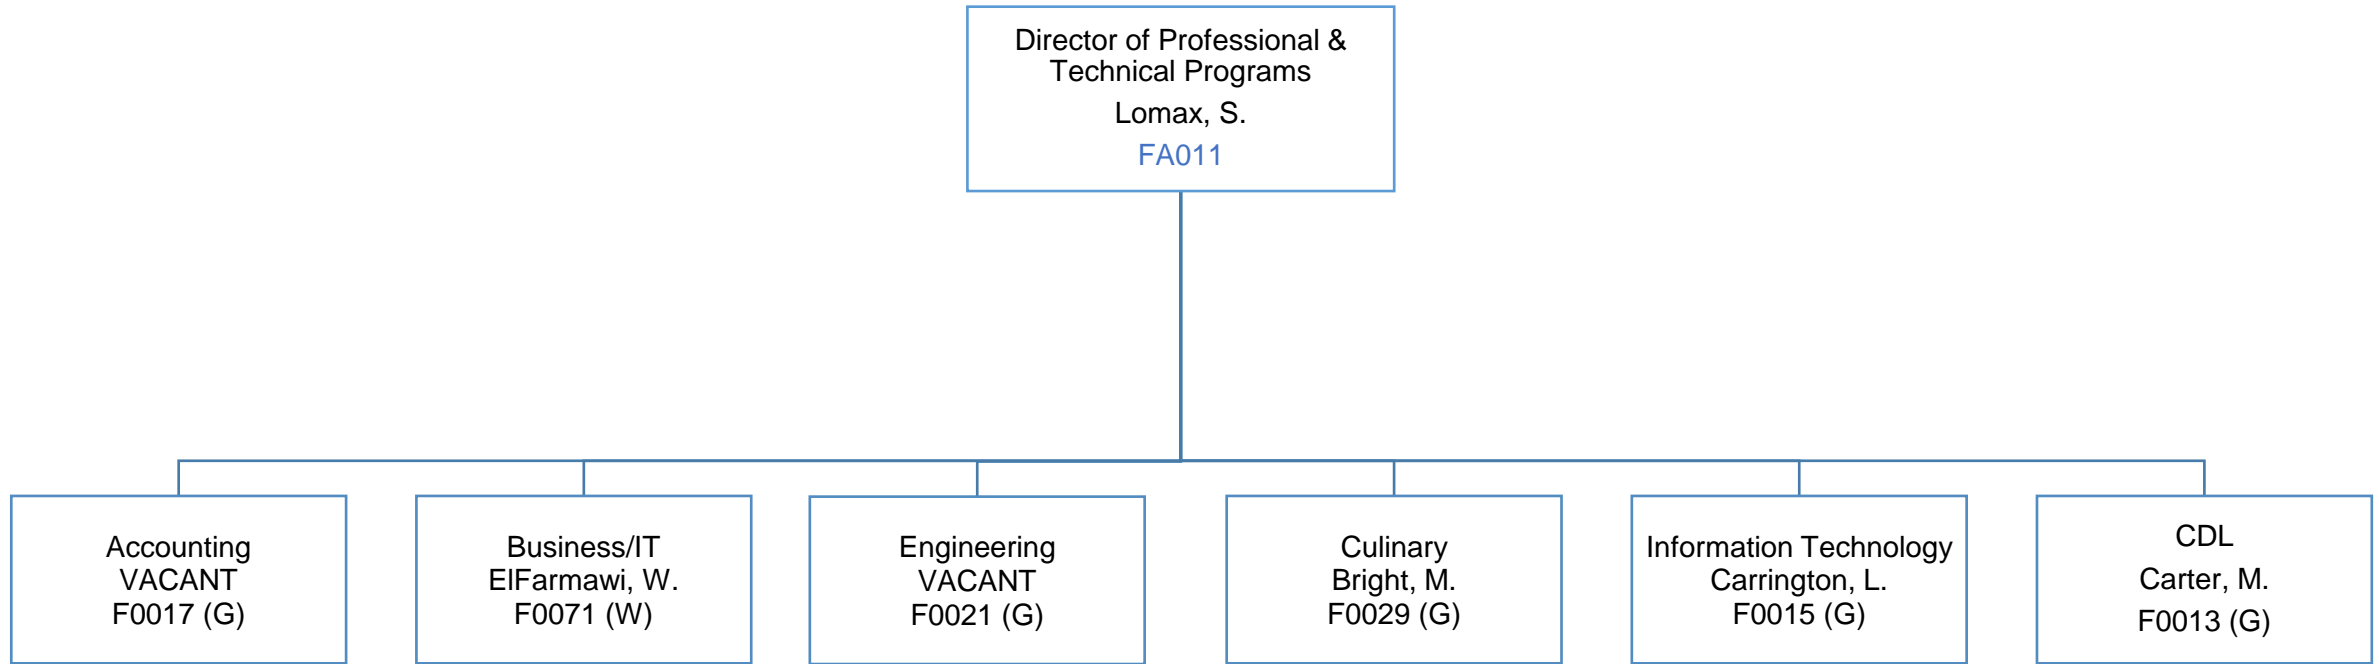 Director of Professional &
Technical Programs
Lomax, S.
FA011
Accounting
VACANT
F0017 (G)
Business/IT
ElFarmawi, W.
F0071 (W)
Engineering
VACANT
F0021 (G)
Culinary
Bright, M.
F0029 (G)
Information Technology
Carrington, L.
F0015 (G)
CDL
Carter, M.
F0013 (G)